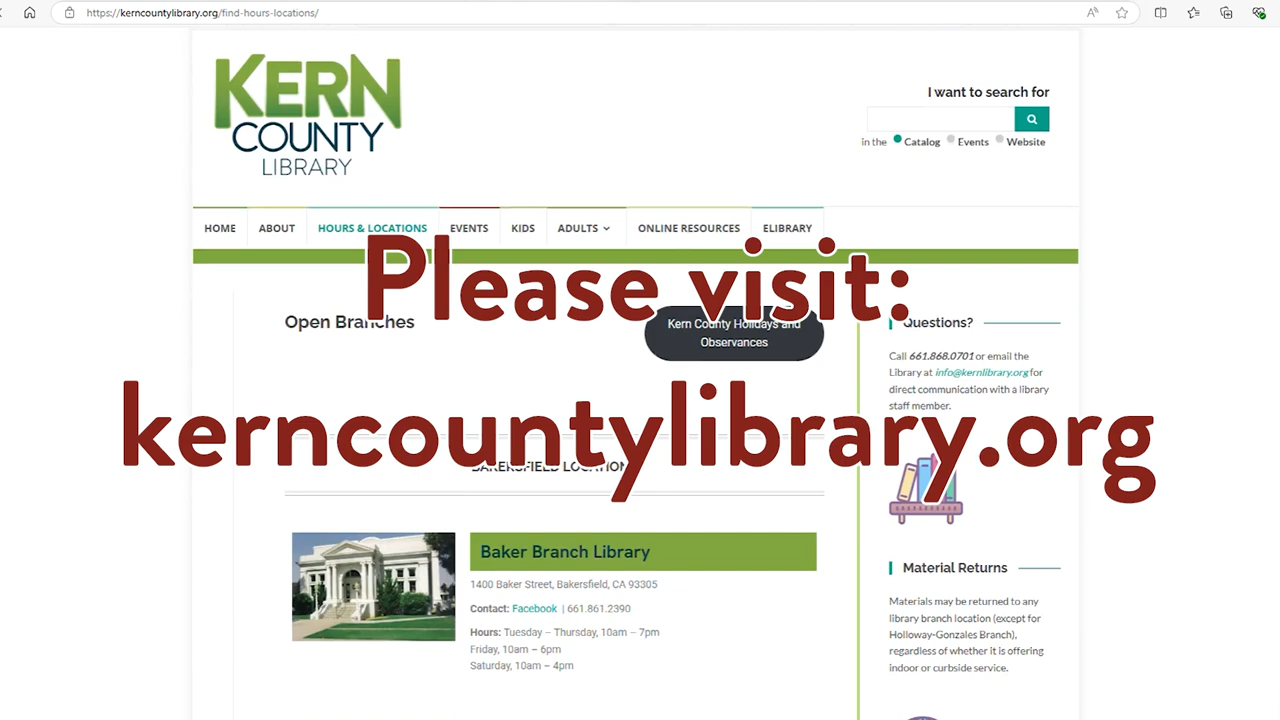 https://kerncountylibrary.org/find-hours-locations/
KERN
COUNTY
LIBRARY
I want to search for
in the Catalog Events Website
HOME ABOUT HOURS & LOCATIONS EVENTS KIDS ADULTS ONLINE RESOURCES ELIBRARY
Please visit:
kerncountylibrary.org
Open Branches
Kern County Holidays and
Observances
BAKERSFIELD LOCATION
Baker Branch Library
1400 Baker Street, Bakersfield, CA 93305
Contact: Facebook | 661.861.2390
Hours: Tuesday – Thursday, 10am – 7pm
Friday, 10am – 6pm
Saturday, 10am – 4pm
Questions?
Call 661.868.0701 or email the
Library at info@kernlibrary.org for
direct communication with a library
staff member.
Material Returns
Materials may be returned to any
library branch location (except for
Holloway-Gonzales Branch),
regardless of whether it is offering
indoor or curbside service.